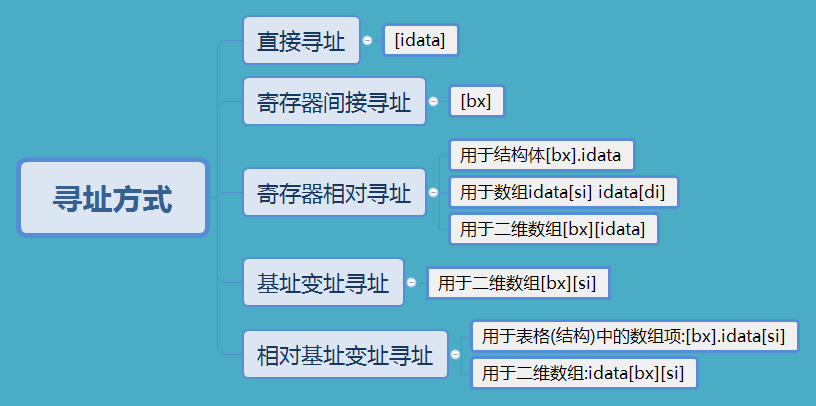 寻址方式
直接寻址
[idata]
寄存器间接寻址
[bx]
寄存器相对寻址
用于结构体[bx].idata
用于数组idata[si] idata[di]
用于二维数组[bx][idata]
基址变址寻址
用于二维数组[bx][si]
相对基址变址寻址
用于表格(结构)中的数组项:[bx].idata[si]
用于二维数组:idata[bx][si]